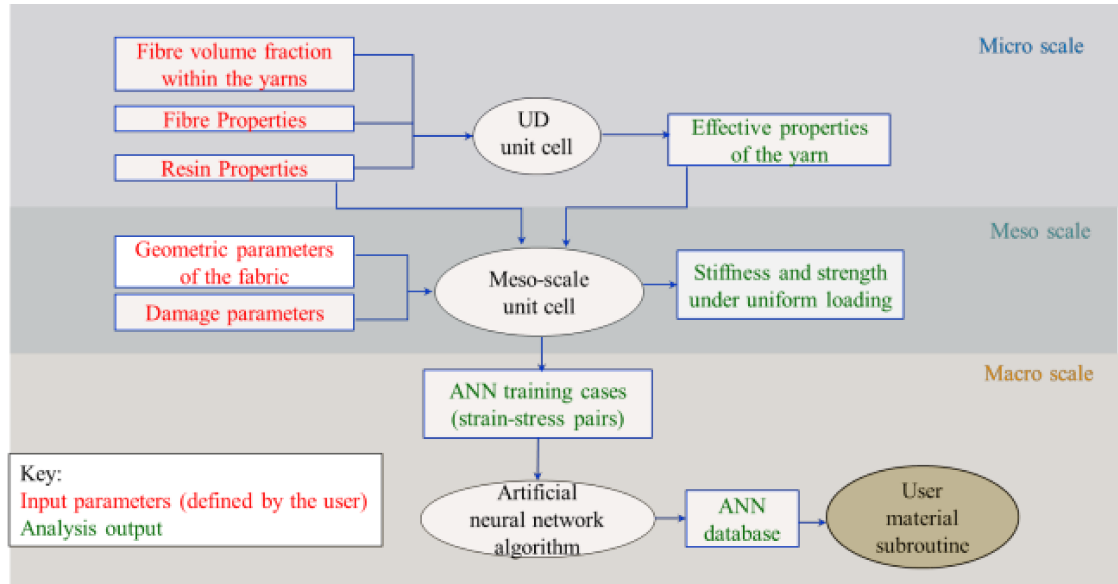 Micro scale
Fibre volume fraction
within the yarns
Fibre Properties
Resin Properties
UD
unit cell
Effective properties
of the yarn
Meso scale
Geometric parameters
of the fabric
Damage parameters
Meso-scale
unit cell
Stiffness and strength
under uniform loading
Macro scale
ANN training cases
(strain-stress pairs)
Key:
Input parameters (defined by the user)
Analysis output
Artificial
neural network
algorithm
ANN
database
User
material
subroutine